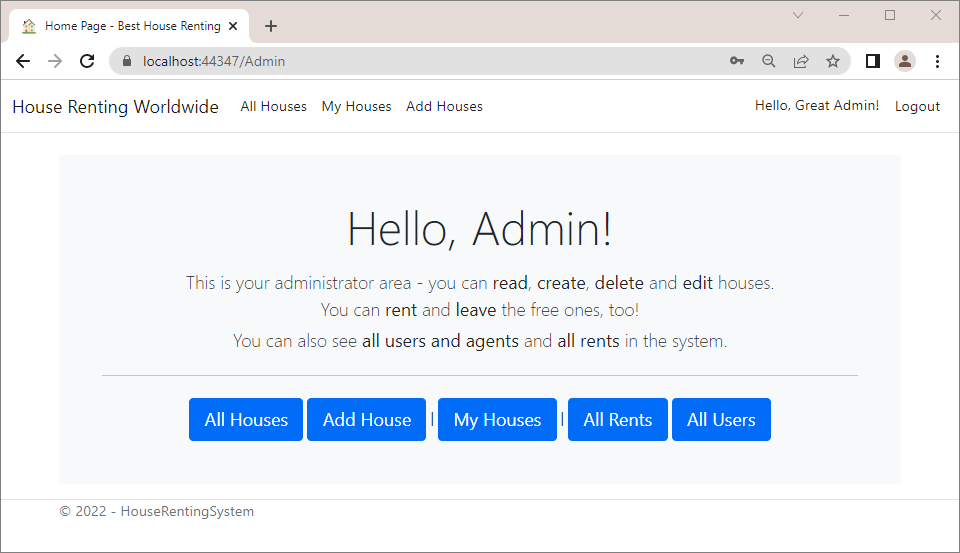 Home Page - Best House Renting
localhost:44347/Admin
House Renting Worldwide All Houses My Houses Add Houses Hello, Great Admin! Logout
Hello, Admin!
This is your administrator area - you can read, create, delete and edit houses.
You can rent and leave the free ones, too!
You can also see all users and agents and all rents in the system.
All Houses Add House | My Houses | All Rents All Users
© 2022 - HouseRentingSystem